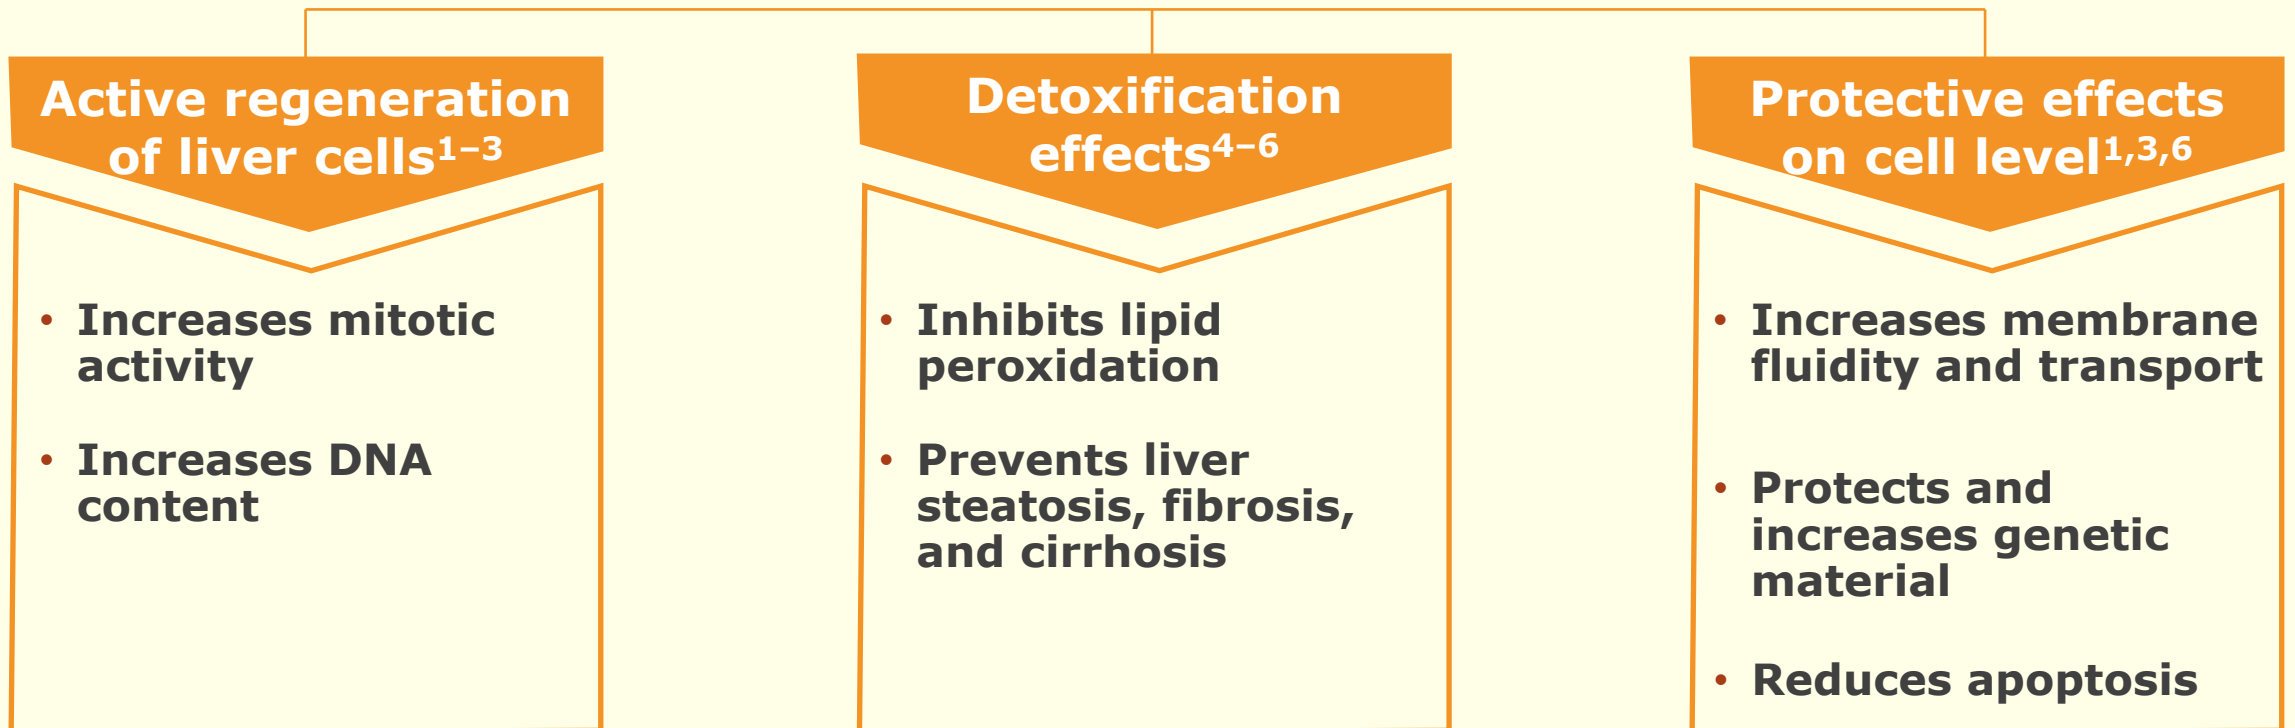 Active regeneration
of liver cells¹⁻³
• Increases mitotic
activity
• Increases DNA
content
Detoxification
effects⁴⁻⁶
• Inhibits lipid
peroxidation
• Prevents liver
steatosis, fibrosis,
and cirrhosis
Protective effects
on cell level¹,³,⁶
• Increases membrane
fluidity and transport
• Protects and
increases genetic
material
• Reduces apoptosis